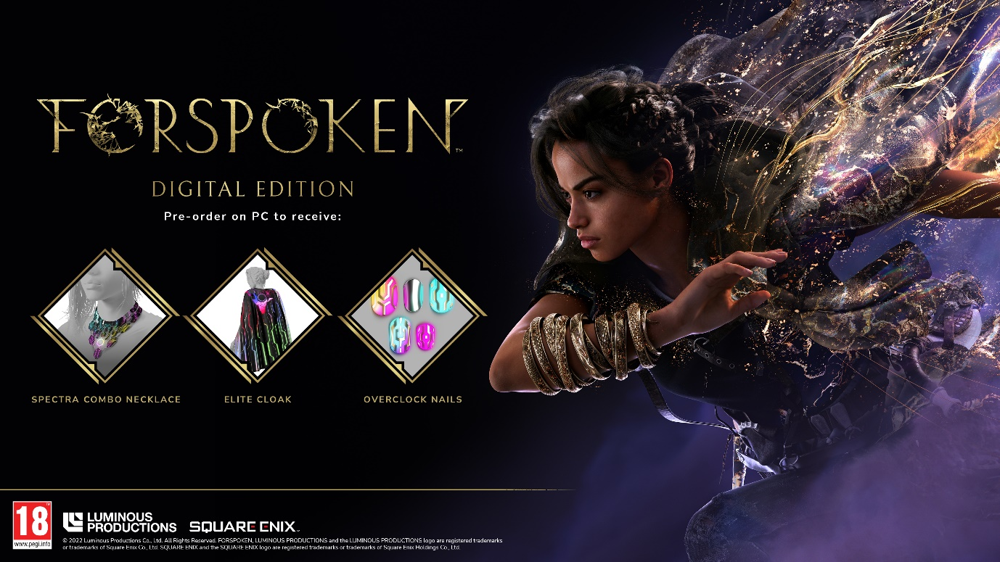 FORSPOKEN™
DIGITAL EDITION
Pre-order on PC to receive:
SPECTRA COMBO NECKLACE
ELITE CLOAK
OVERCLOCK NAILS
18™
www.pegi.info
LUMINOUS
PRODUCTIONS
SQUARE ENIX™
© 2022 Luminous Productions Co., Ltd. All Rights Reserved. FORSPOKEN, LUMINOUS PRODUCTIONS and the LUMINOUS PRODUCTIONS logo are registered trademarks
or trademarks of Square Enix Co., Ltd. SQUARE ENIX and the SQUARE ENIX logo are registered trademarks or trademarks of Square Enix Holdings Co., Ltd.